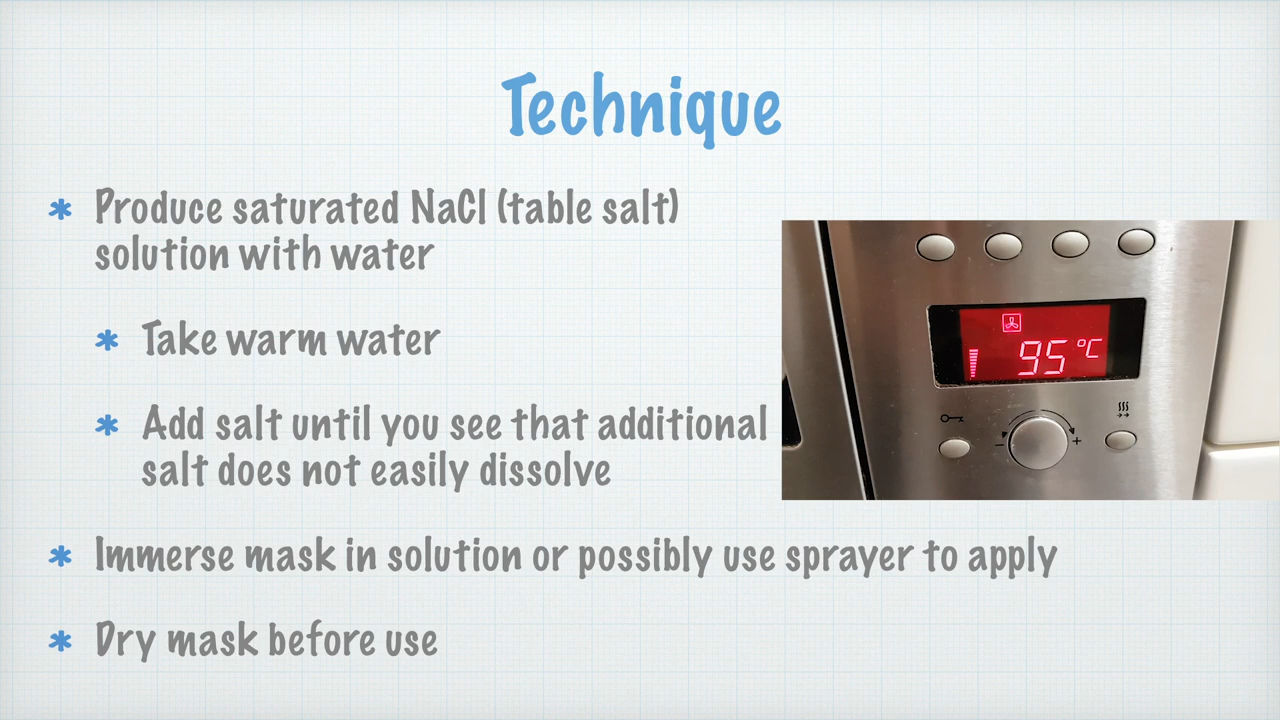 Technique
* Produce saturated NaCl (table salt)
solution with water
* Take warm water
* Add salt until you see that additional
salt does not easily dissolve
95 °C
- +
* Immerse mask in solution or possibly use sprayer to apply
* Dry mask before use